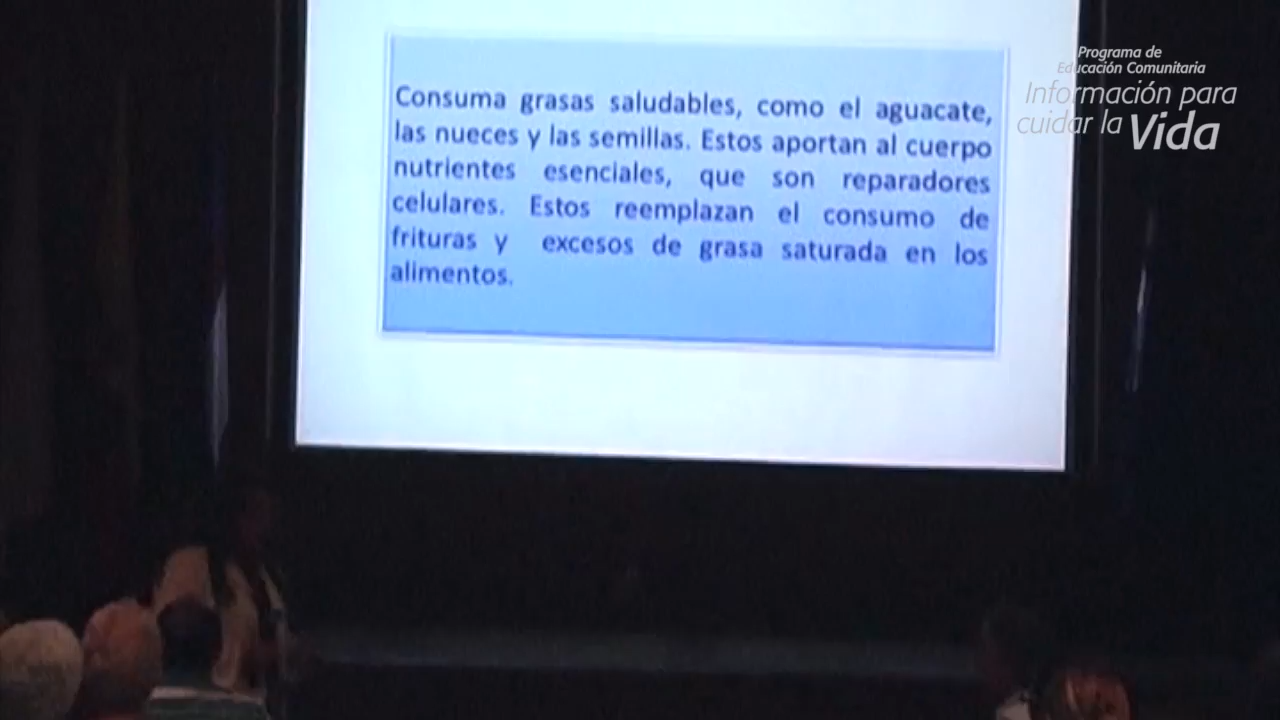 Programa de
Educación Comunitaria
Información para
cuidar la Vida
Consuma grasas saludables, como el aguacate,
las nueces y las semillas. Estos aportan al cuerpo
nutrientes esenciales, que son reparadores
celulares. Estos reemplazan el consumo de
frituras y excesos de grasa saturada en los
alimentos.